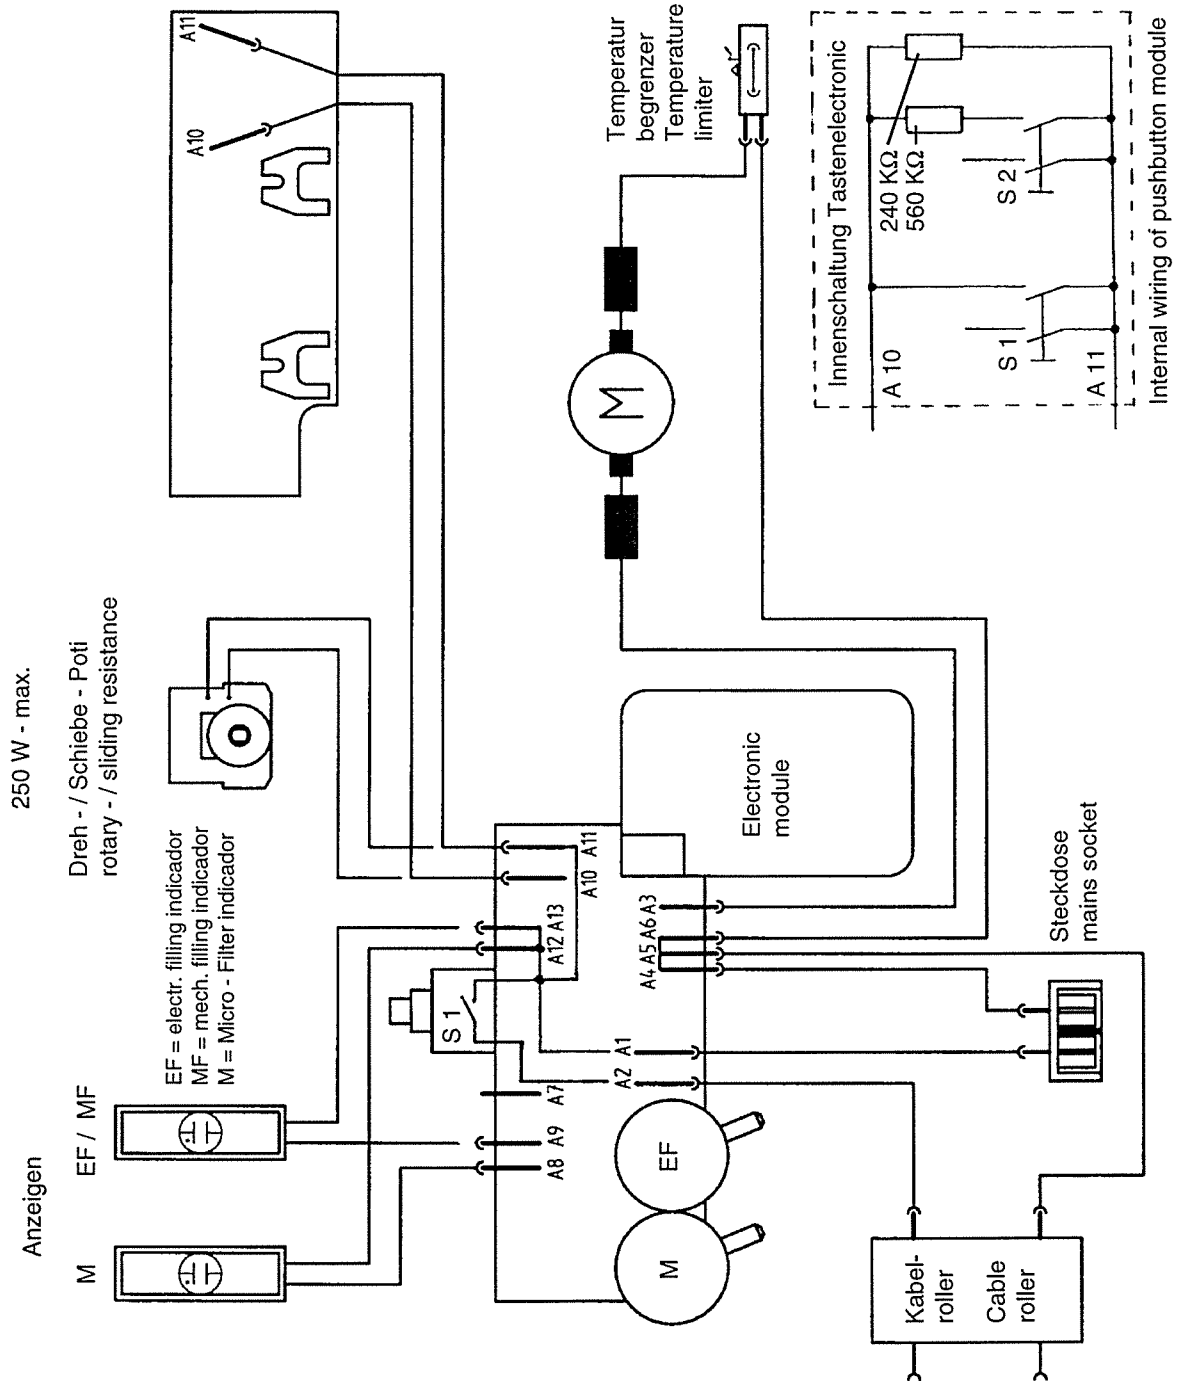 250 W - max.
Dreh - / Schiebe - Poti
rotary - / sliding resistance
Anzeigen
M
EF / MF
EF = electr. filling indicador
MF = mech. filling indicador
M = Micro - Filter indicador
A10
A11
S 1
A8 A9
A7
A12 A13
A10
A11
A2
A1
A4 A5 A6 A3
M
EF
Electronic
module
Kabel-
roller
Cable
roller
Steckdose
mains socket
M
Temperatur
begrenzer
Temperature
limiter
Innenschaltung Tastenelectronic
240 KΩ
560 KΩ
A 10
S 1
S 2
A 11
Internal wiring of pushbutton module